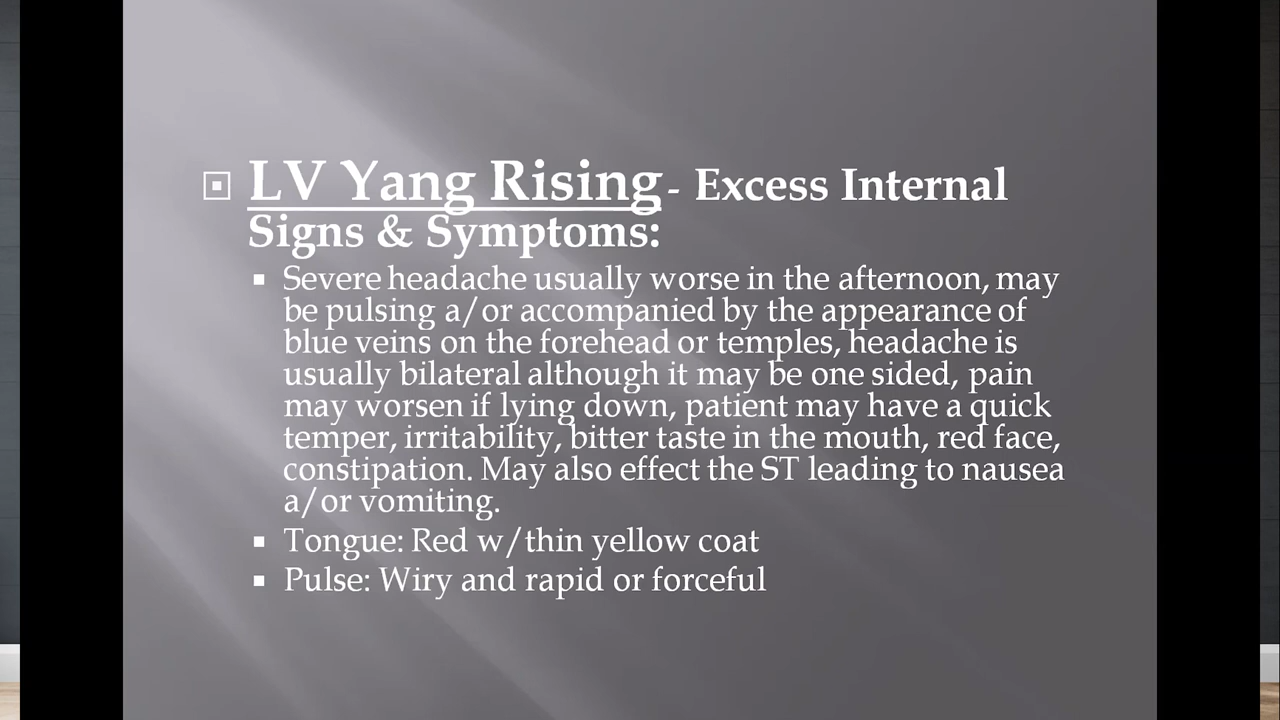 LV Yang Rising - Excess Internal
Signs & Symptoms:
Severe headache usually worse in the afternoon, may
be pulsing a/or accompanied by the appearance of
blue veins on the forehead or temples, headache is
usually bilateral although it may be one sided, pain
may worsen if lying down, patient may have a quick
temper, irritability, bitter taste in the mouth, red face,
constipation. May also effect the ST leading to nausea
a/or vomiting.
Tongue: Red w/thin yellow coat
Pulse: Wiry and rapid or forceful